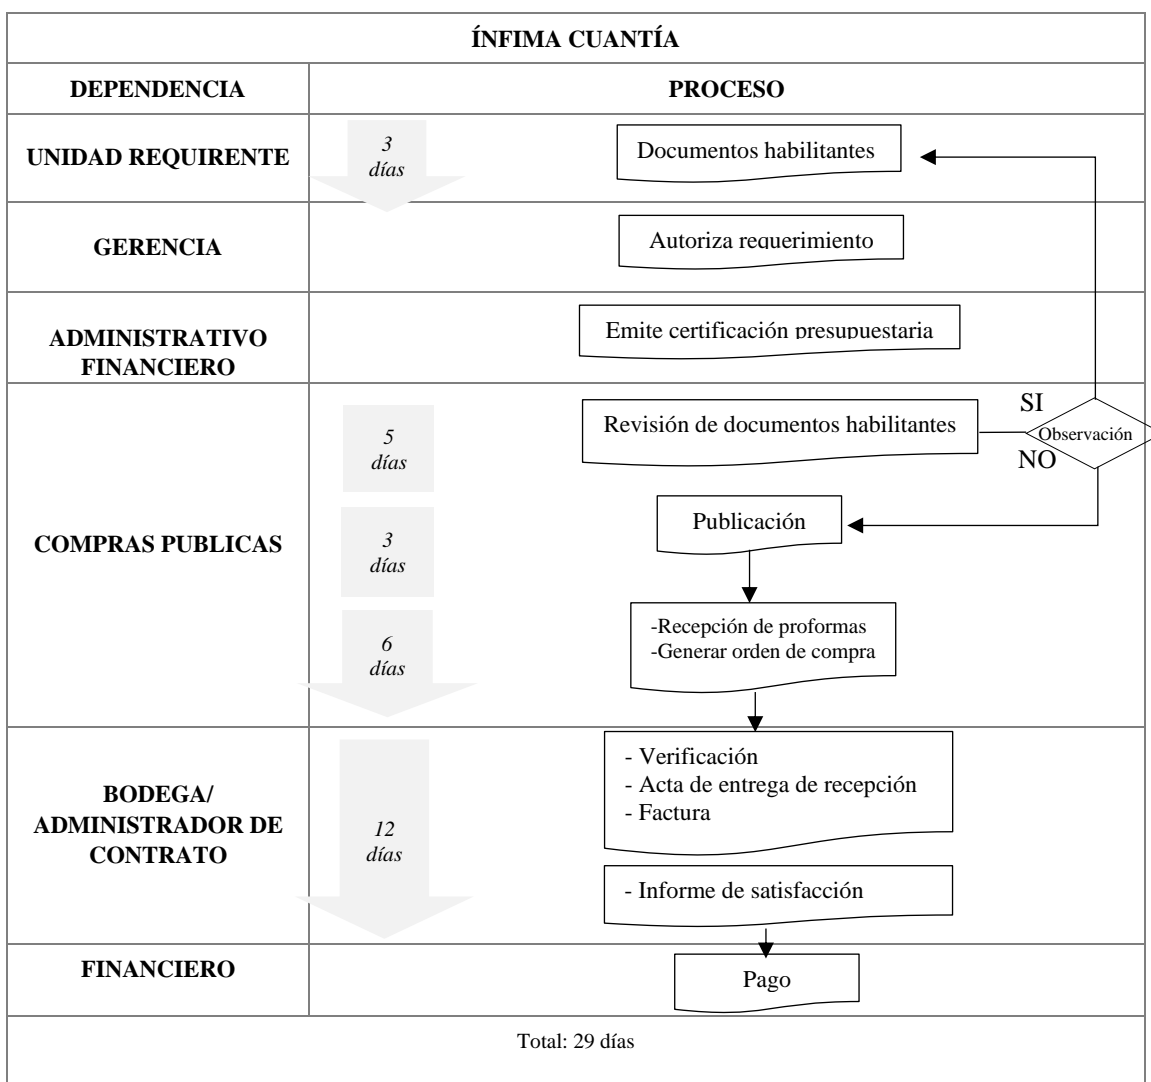 ÍNFIMA CUANTÍA
DEPENDENCIA
PROCESO
UNIDAD REQUIRENTE
3
días
Documentos habilitantes
GERENCIA
Autoriza requerimiento
ADMINISTRATIVO
FINANCIERO
Emite certificación presupuestaria
COMPRAS PUBLICAS
5
días
Revisión de documentos habilitantes
SI
Observación
NO
3
días
Publicación
6
días
-Recepción de proformas
-Generar orden de compra
BODEGA/
ADMINISTRADOR DE
CONTRATO
12
días
- Verificación
- Acta de entrega de recepción
- Factura
- Informe de satisfacción
FINANCIERO
Pago
Total: 29 días